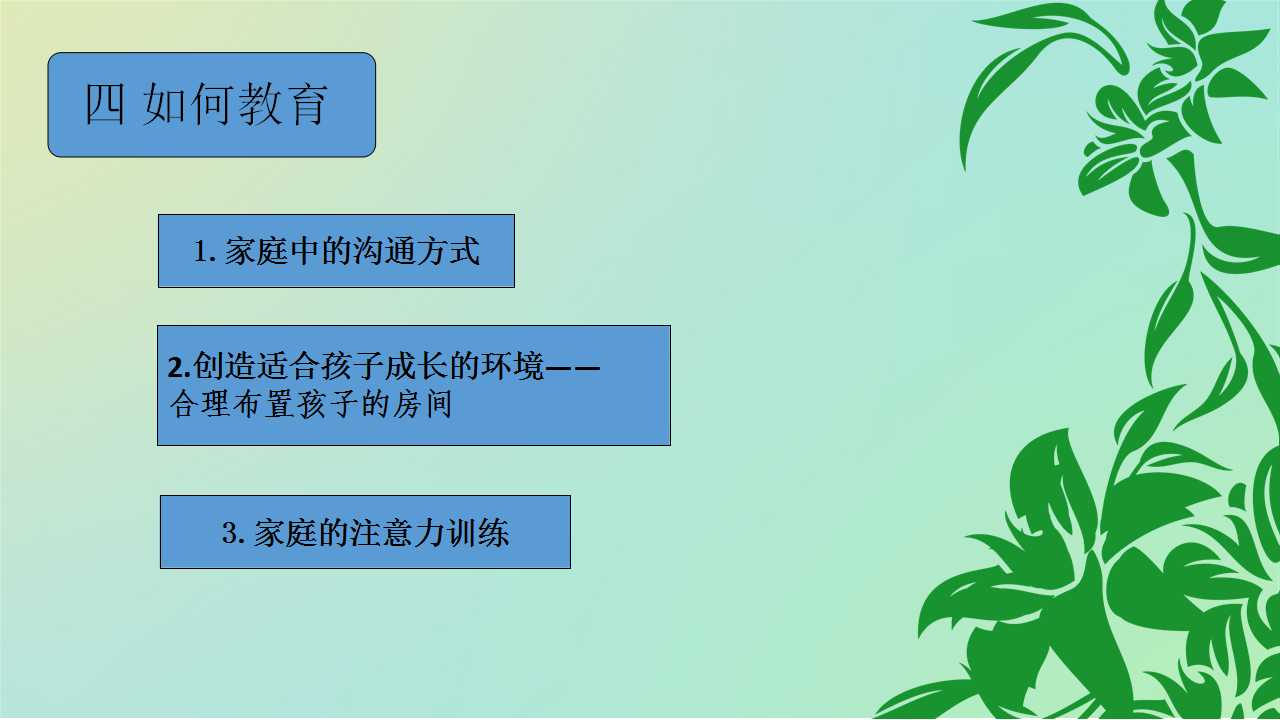 四 如何教育
1. 家庭中的沟通方式
2.创造适合孩子成长的环境——
合理布置孩子的房间
3. 家庭的注意力训练